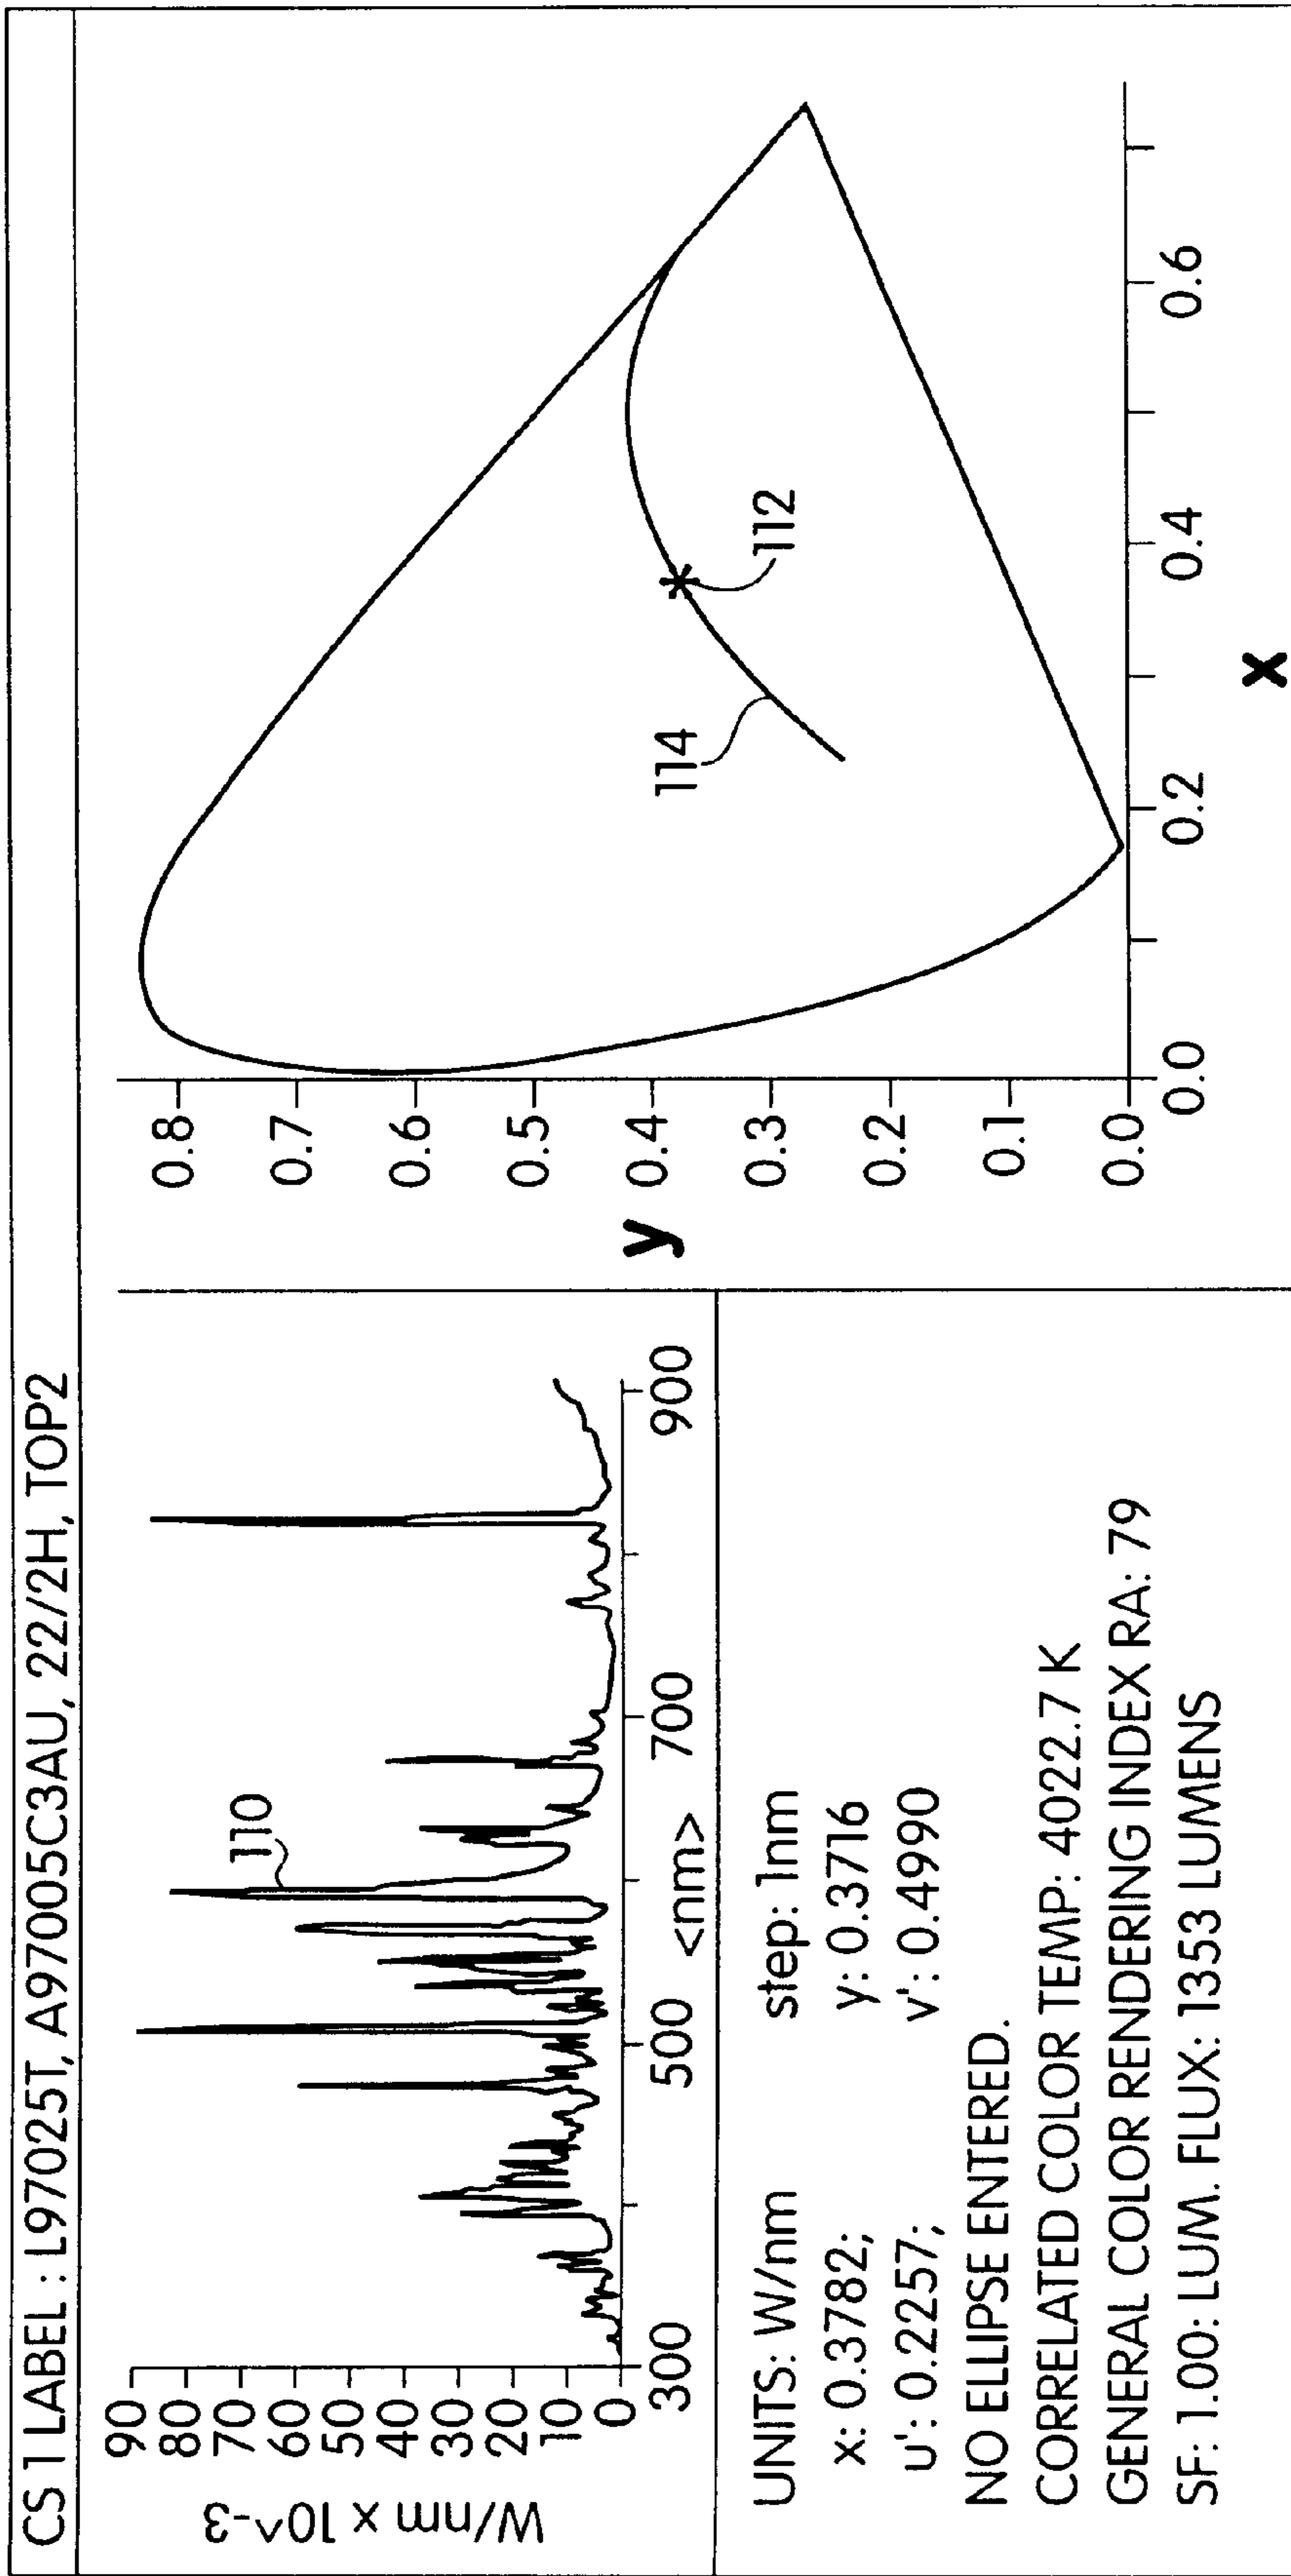 CS 1 LABEL : L97025T, A97005C3AU, 22/2H, TOP2
W/nm x 10^-3
90
80
70
60
50
40
30
20
10
0
300
500
700
900
<nm>
110
UNITS: W/nm step: 1nm
x: 0.3782; y: 0.3716
u': 0.2257; v': 0.4990
NO ELLIPSE ENTERED.
CORRELATED COLOR TEMP: 4022.7 K
GENERAL COLOR RENDERING INDEX RA: 79
SF: 1.00: LUM. FLUX: 1353 LUMENS
y
0.8
0.7
0.6
0.5
0.4
0.3
0.2
0.1
0.0
0.0
0.2
0.4
0.6
x
114
112